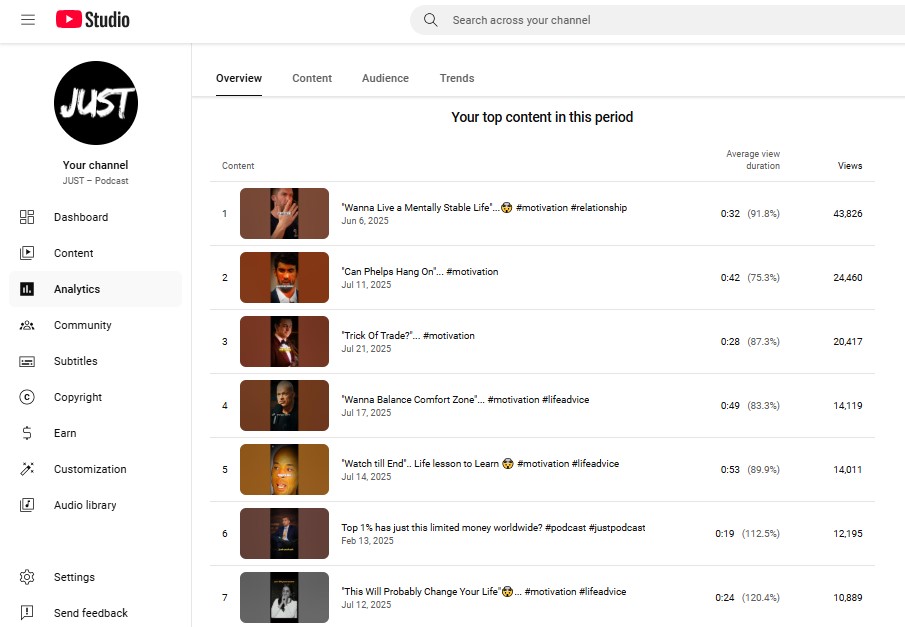 Studio
Search across your channel
JUST
Your channel
JUST – Podcast
Dashboard
Content
Analytics
Community
Subtitles
Copyright
Earn
Customization
Audio library
Settings
Send feedback
Overview Content Audience Trends
Your top content in this period
Content Average view duration Views
1 "Wanna Live a Mentally Stable Life"...🤯 #motivation #relationship 0:32 (91.8%) 43,826
Jun 6, 2025
2 "Can Phelps Hang On"... #motivation 0:42 (75.3%) 24,460
Jul 11, 2025
3 "Trick Of Trade?"... #motivation 0:28 (87.3%) 20,417
Jul 21, 2025
4 "Wanna Balance Comfort Zone"... #motivation #lifeadvice 0:49 (83.3%) 14,119
Jul 17, 2025
5 "Watch till End".. Life lesson to Learn 🤯 #motivation #lifeadvice 0:53 (89.9%) 14,011
Jul 14, 2025
6 Top 1% has just this limited money worldwide? #podcast #justpodcast 0:19 (112.5%) 12,195
Feb 13, 2025
7 "This Will Probably Change Your Life"🤯... #motivation #lifeadvice 0:24 (120.4%) 10,889
Jul 12, 2025